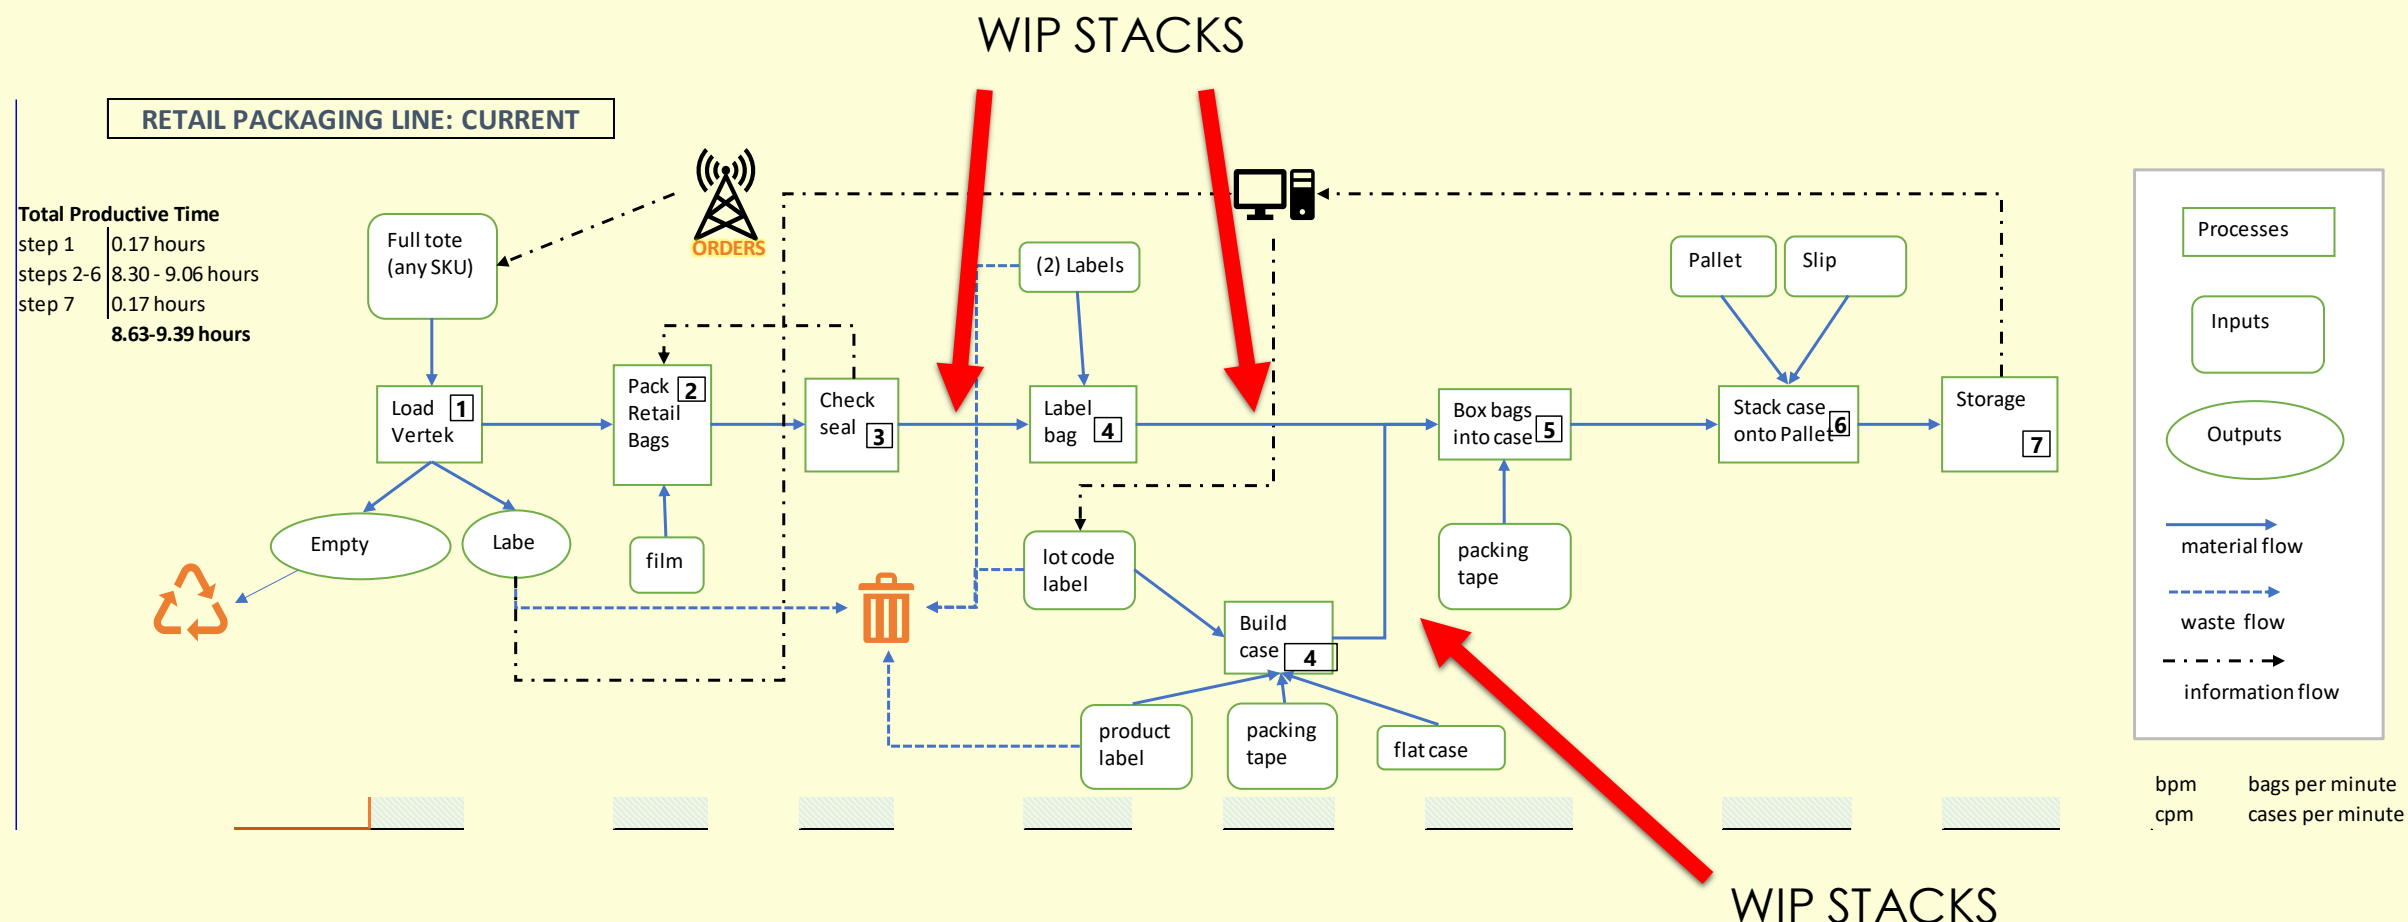 WIP STACKS
RETAIL PACKAGING LINE: CURRENT
Total Productive Time
step 1 0.17 hours
steps 2-6 8.30 - 9.06 hours
step 7 0.17 hours
8.63-9.39 hours
Full tote
(any SKU)
ORDERS
(2) Labels
Pallet
Slip
Load
Vertek
1
Pack
Retail
Bags
2
Check
seal
3
Label
bag
4
Box bags
into case
5
Stack case
onto Pallet
6
Storage
7
Empty
Labe
film
lot code
label
packing
tape
Build
case
4
product
label
packing
tape
flat case
Processes
Inputs
Outputs
material flow
waste flow
information flow
bpm bags per minute
cpm cases per minute
WIP STACKS